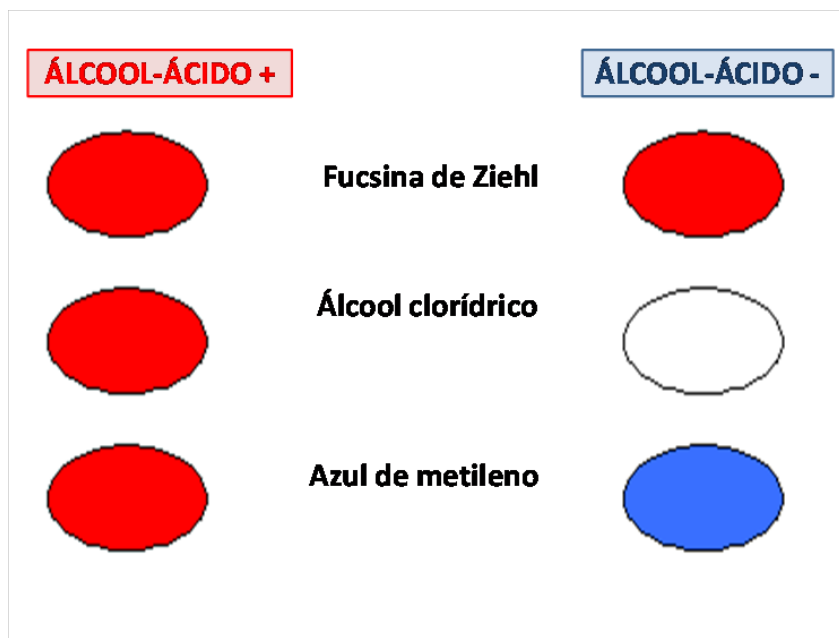 ÁLCOOL-ÁCIDO +
ÁLCOOL-ÁCIDO -
Fucsina de Ziehl
Álcool clorídrico
Azul de metileno